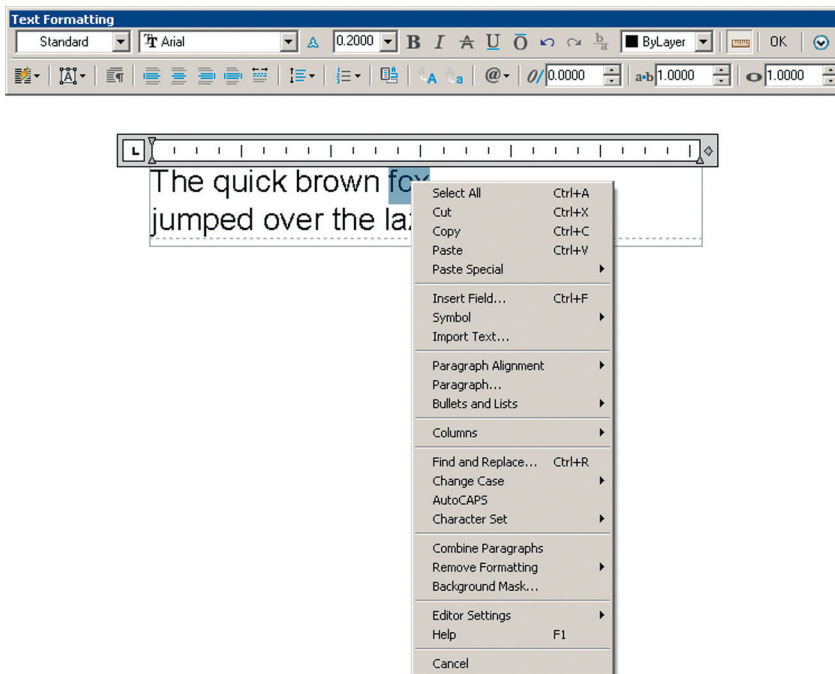 Text Formatting
Standard Arial 0.2000 B I A U O b/a ByLayer OK
@ 0/ 0.0000 a•b 1.0000 1.0000
L
The quick brown fox
jumped over the la
Select All Ctrl+A
Cut Ctrl+X
Copy Ctrl+C
Paste Ctrl+V
Paste Special
Insert Field... Ctrl+F
Symbol
Import Text...
Paragraph Alignment
Paragraph...
Bullets and Lists
Columns
Find and Replace... Ctrl+R
Change Case
AutoCAPS
Character Set
Combine Paragraphs
Remove Formatting
Background Mask...
Editor Settings
Help F1
Cancel